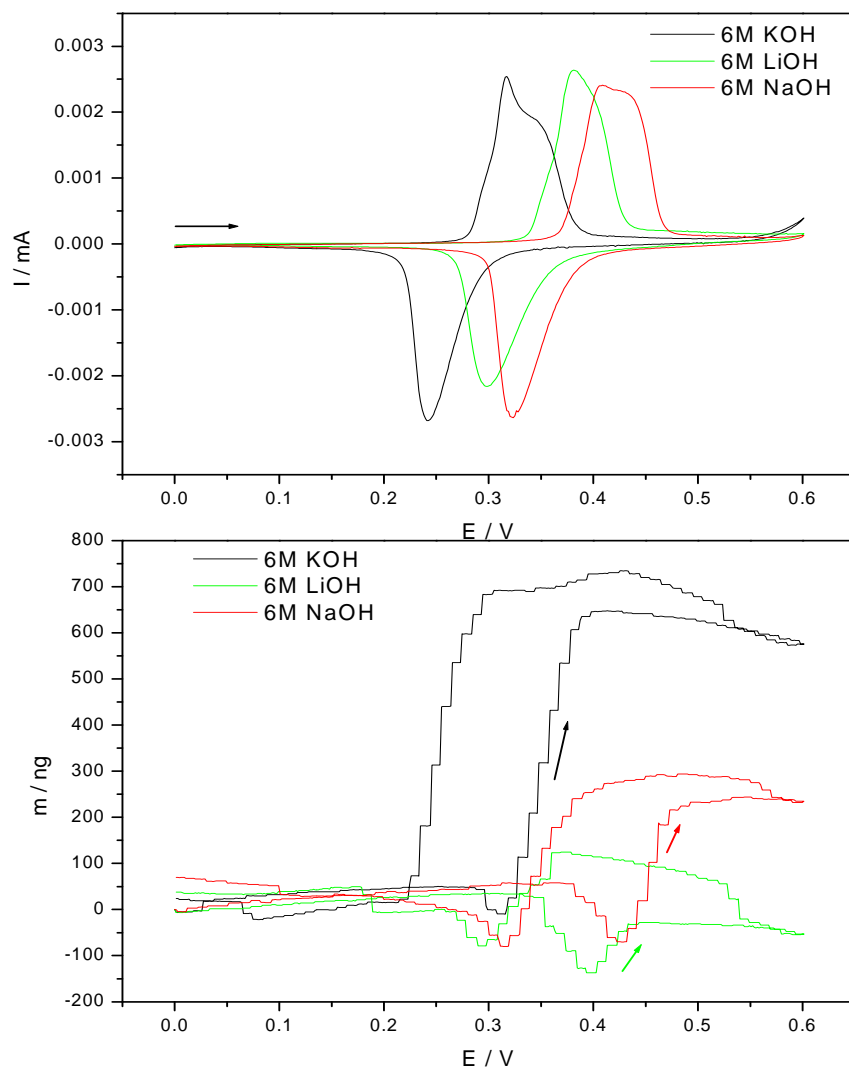 6M KOH
6M LiOH
6M NaOH
0.003
0.002
0.001
0.000
-0.001
-0.002
-0.003
I / mA
0.0 0.1 0.2 0.3 0.4 0.5 0.6
E / V
6M KOH
6M LiOH
6M NaOH
800
700
600
500
400
300
200
100
0
-100
-200
m / ng
0.0 0.1 0.2 0.3 0.4 0.5 0.6
E / V